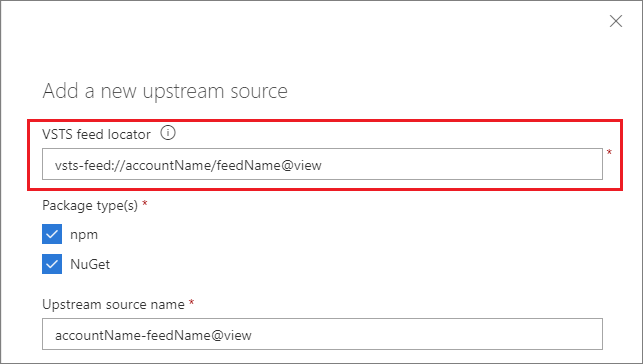 Add a new upstream source
VSTS feed locator
vsts-feed://accountName/feedName@view *
Package type(s) *
npm
NuGet
Upstream source name *
accountName-feedName@view